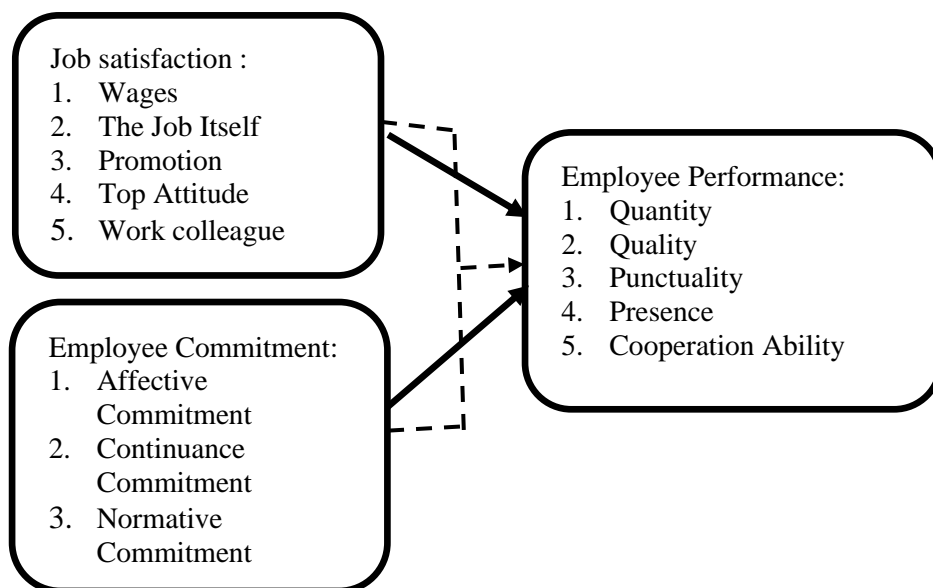 Job satisfaction :
1. Wages
2. The Job Itself
3. Promotion
4. Top Attitude
5. Work colleague
Employee Commitment:
1. Affective
Commitment
2. Continuance
Commitment
3. Normative
Commitment
Employee Performance:
1. Quantity
2. Quality
3. Punctuality
4. Presence
5. Cooperation Ability